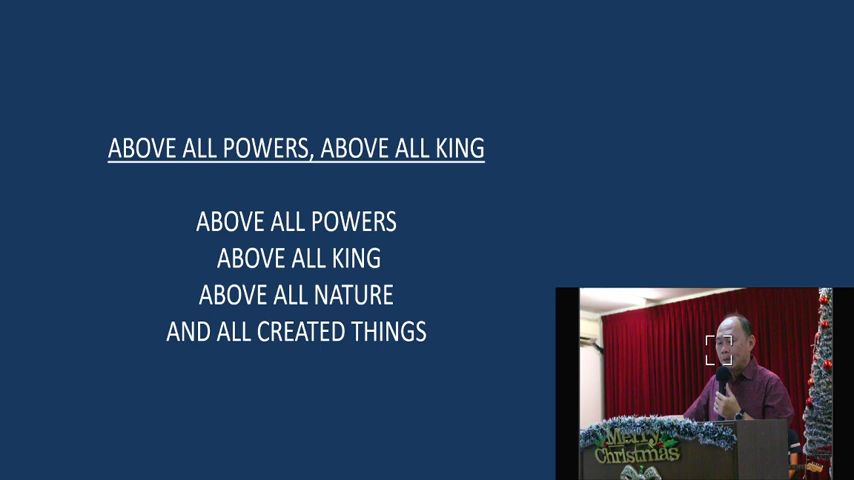 ABOVE ALL POWERS, ABOVE ALL KING
ABOVE ALL POWERS
ABOVE ALL KING
ABOVE ALL NATURE
AND ALL CREATED THINGS
Merry
Christmas